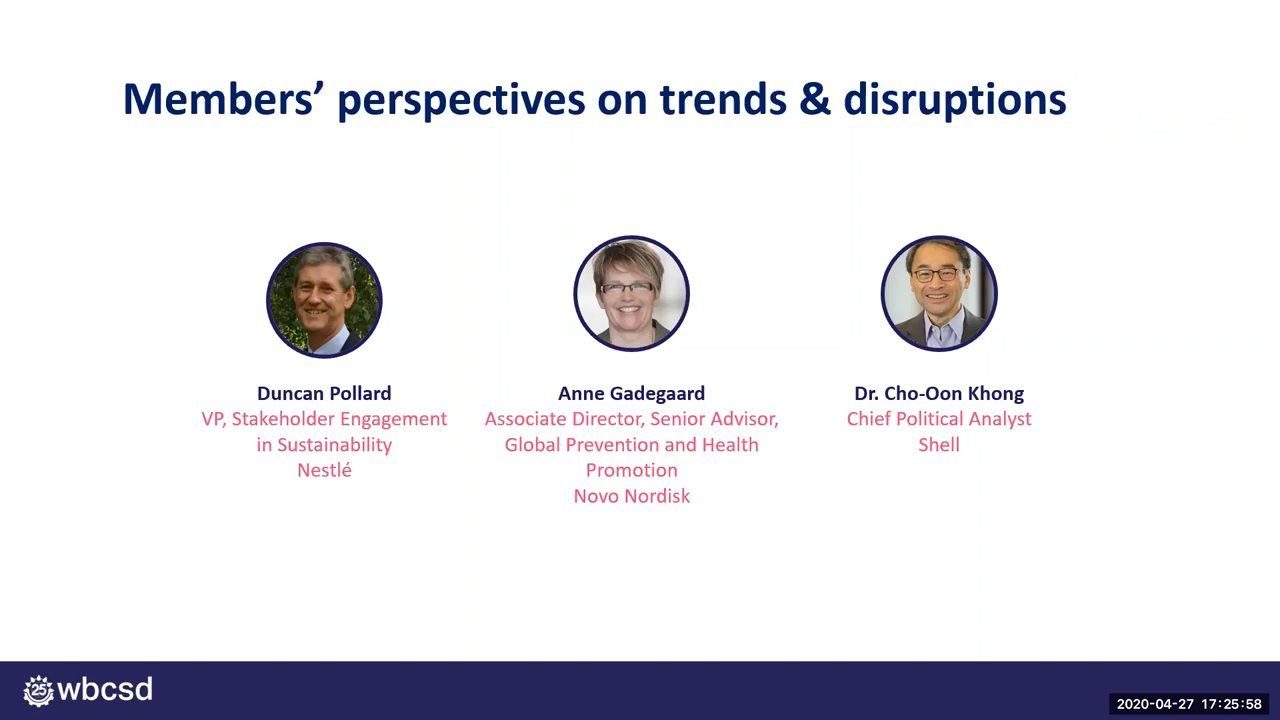 Members’ perspectives on trends & disruptions
Duncan Pollard
VP, Stakeholder Engagement
in Sustainability
Nestlé
Anne Gadegaard
Associate Director, Senior Advisor,
Global Prevention and Health
Promotion
Novo Nordisk
Dr. Cho-Oon Khong
Chief Political Analyst
Shell
25 wbcsd
2020-04-27 17:25:58